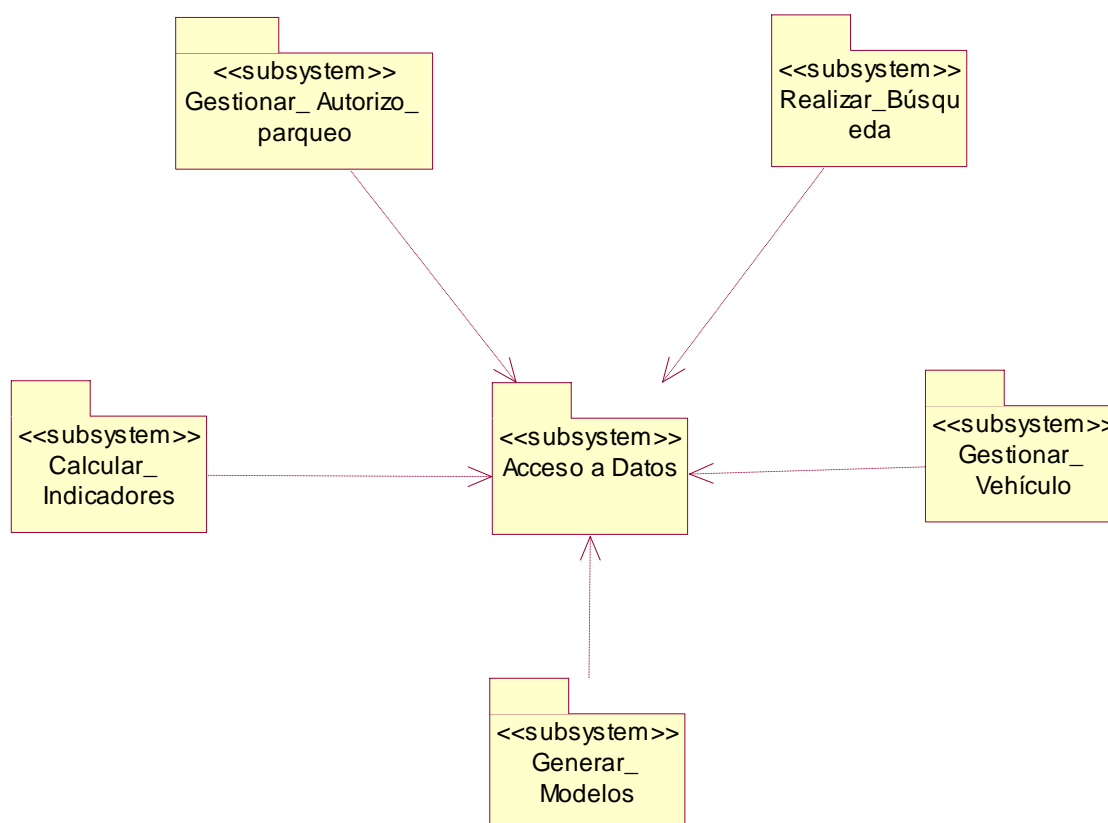 <<subsystem>>
Gestionar_ Autorizo_
parqueo
<<subsystem>>
Realizar_Búsqu
eda
<<subsystem>>
Calcular_
Indicadores
<<subsystem>>
Acceso a Datos
<<subsystem>>
Gestionar_
Vehículo
<<subsystem>>
Generar_
Modelos